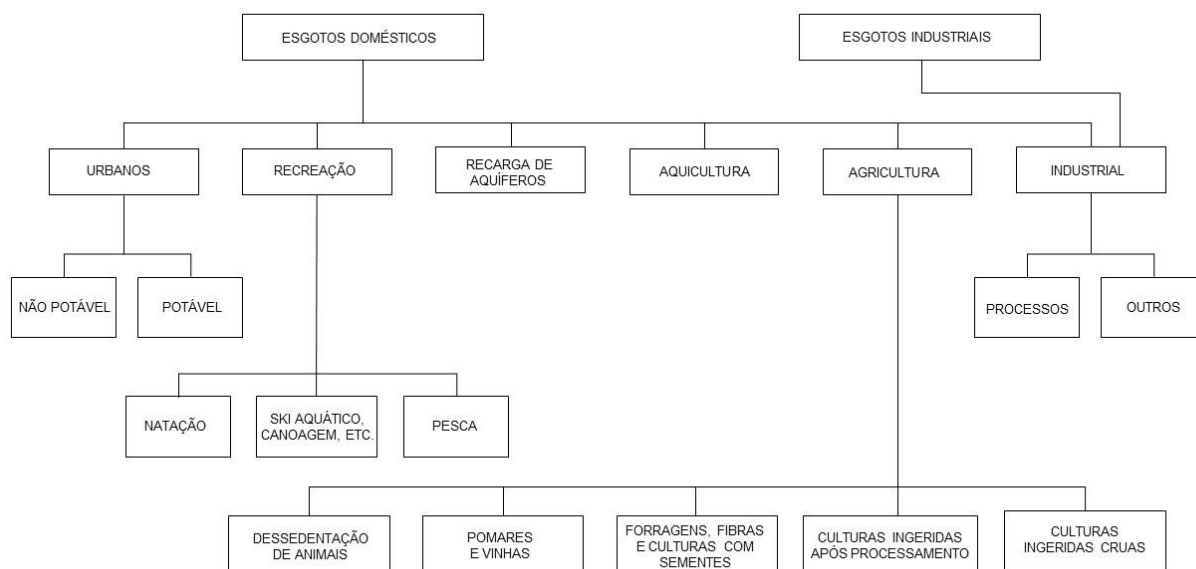 ESGOTOS DOMÉSTICOS
ESGOTOS INDUSTRIAIS
URBANOS
RECREAÇÃO
RECARGA DE
AQUÍFEROS
AQUICULTURA
AGRICULTURA
INDUSTRIAL
NÃO POTÁVEL
POTÁVEL
PROCESSOS
OUTROS
NATAÇÃO
SKI AQUÁTICO,
CANOAGEM, ETC.
PESCA
DESSEDENTAÇÃO
DE ANIMAIS
POMARES
E VINHAS
FORRAGENS, FIBRAS
E CULTURAS COM
SEMENTES
CULTURAS INGERIDAS
APÓS PROCESSAMENTO
CULTURAS
INGERIDAS CRUAS